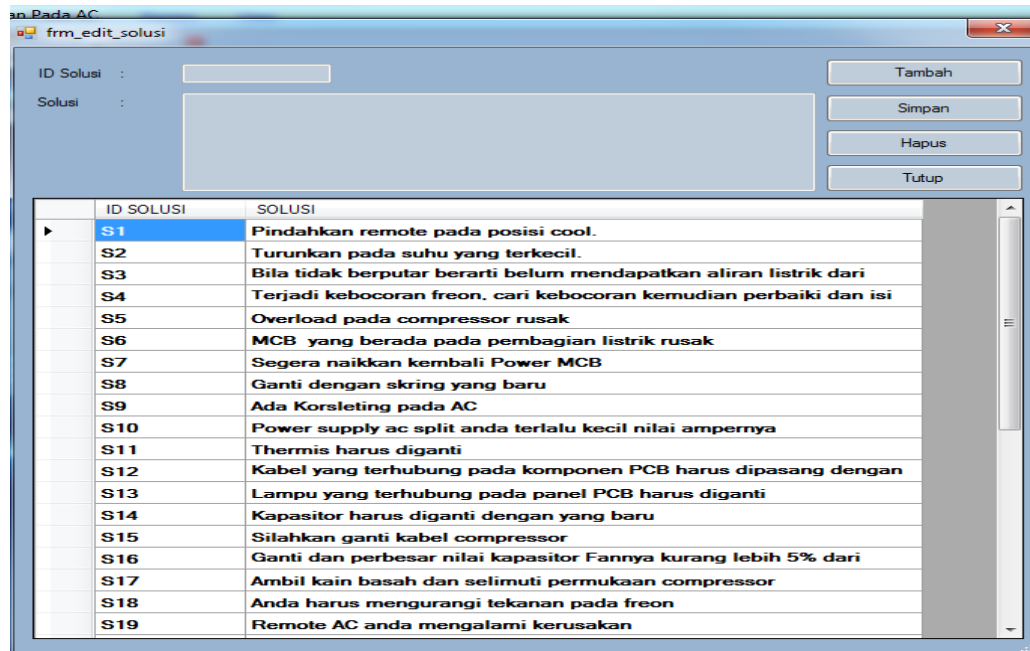 an Pada AC
frm_edit_solusi
ID Solusi :
Tambah
Solusi :
Simpan
Hapus
Tutup
ID SOLUSI SOLUSI
S1 Pindahkan remote pada posisi cool.
S2 Turunkan pada suhu yang terkecil.
S3 Bila tidak berputar berarti belum mendapatkan aliran listrik dari
S4 Terjadi kebocoran freon, cari kebocoran kemudian perbaiki dan isi
S5 Overload pada compressor rusak
S6 MCB yang berada pada pembagian listrik rusak
S7 Segera naikkan kembali Power MCB
S8 Ganti dengan skring yang baru
S9 Ada Korsleting pada AC
S10 Power supply ac split anda terlalu kecil nilai ampernya
S11 Thermis harus diganti
S12 Kabel yang terhubung pada komponen PCB harus dipasang dengan
S13 Lampu yang terhubung pada panel PCB harus diganti
S14 Kapasitor harus diganti dengan yang baru
S15 Silahkan ganti kabel compressor
S16 Ganti dan perbesar nilai kapasitor Fannya kurang lebih 5% dari
S17 Ambil kain basah dan selimuti permukaan compressor
S18 Anda harus mengurangi tekanan pada freon
S19 Remote AC anda mengalami kerusakan